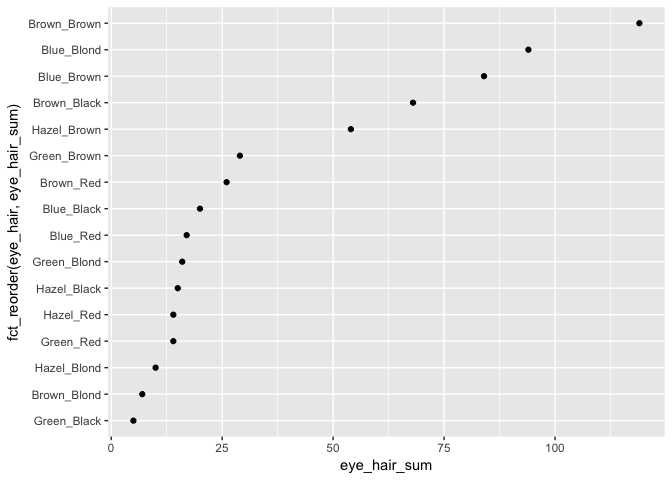 Brown_Brown
Blue_Blond
Blue_Brown
Brown_Black
Hazel_Brown
Green_Brown
Brown_Red
Blue_Black
Blue_Red
Green_Blond
Hazel_Black
Hazel_Red
Green_Red
Hazel_Blond
Brown_Blond
Green_Black
fct_reorder(eye_hair, eye_hair_sum)
0 25 50 75 100
eye_hair_sum